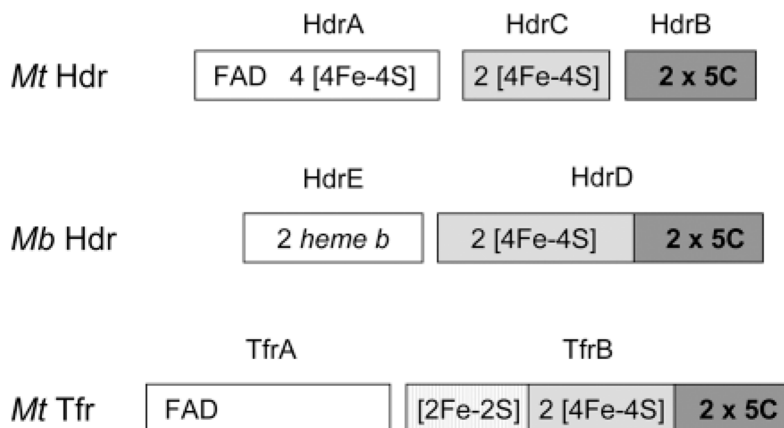 HdrA HdrC HdrB
Mt Hdr FAD 4 [4Fe-4S] 2 [4Fe-4S] 2 x 5C
HdrE HdrD
Mb Hdr 2 heme b 2 [4Fe-4S] 2 x 5C
TfrA TfrB
Mt Tfr FAD [2Fe-2S] 2 [4Fe-4S] 2 x 5C